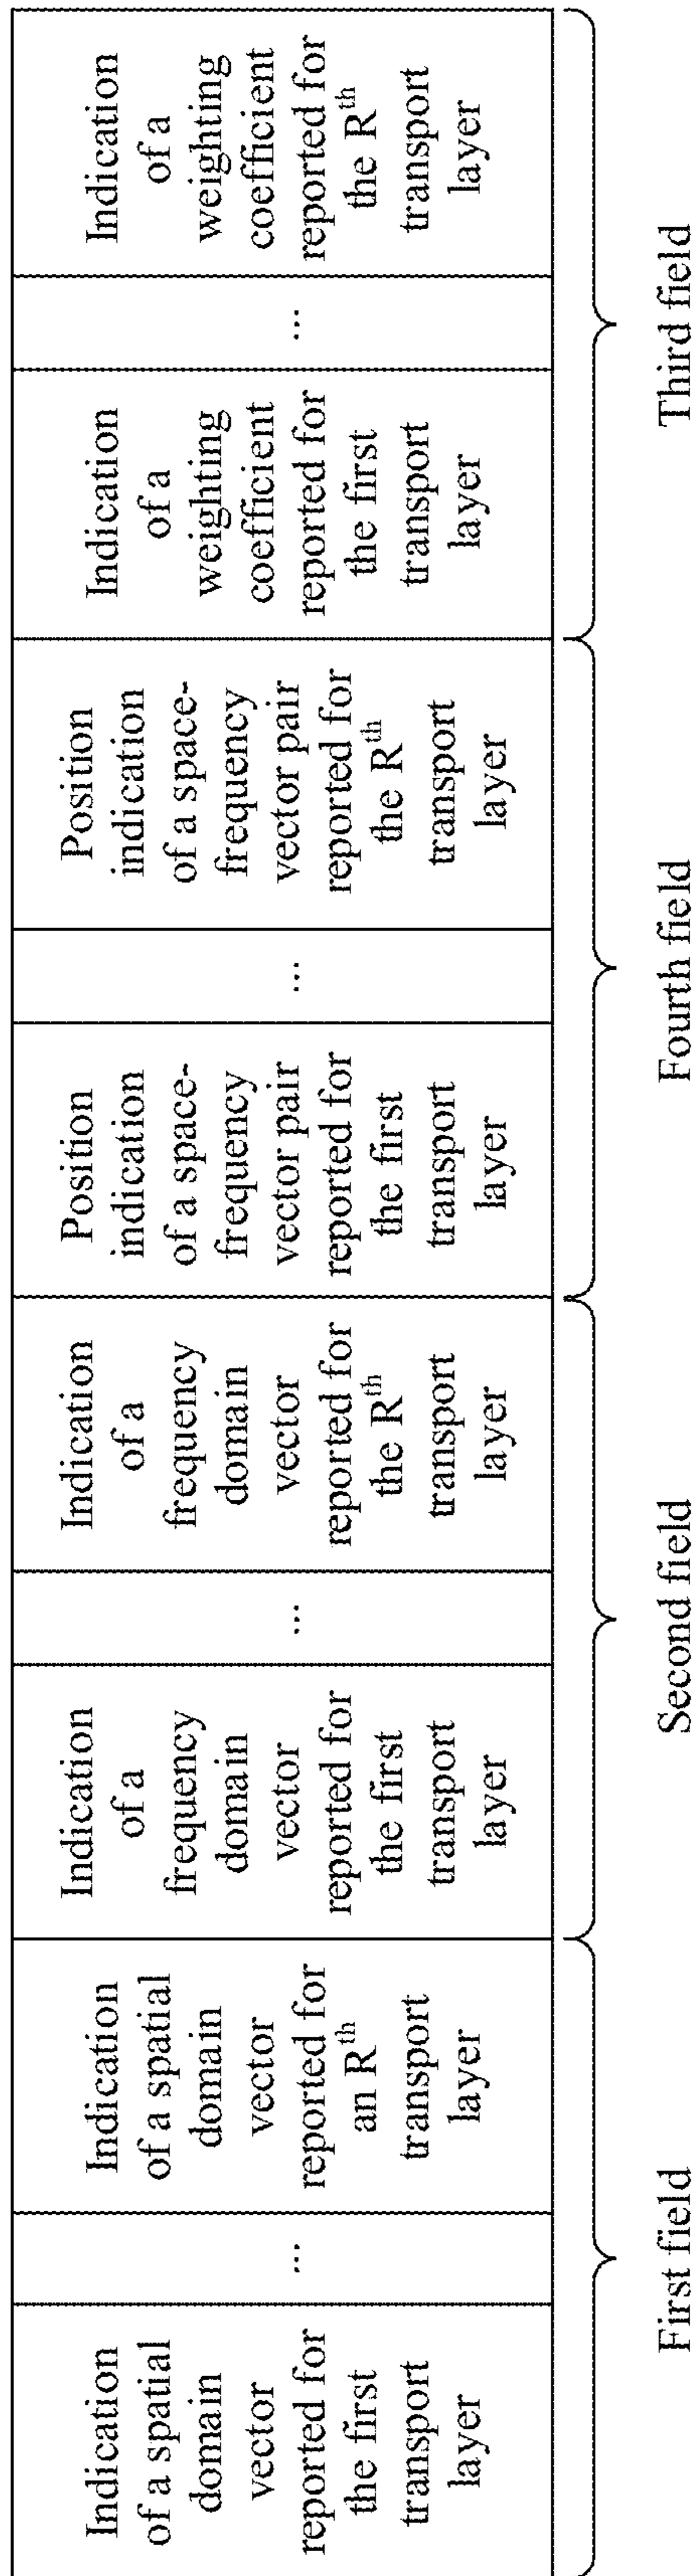 Indication
of a spatial
domain
vector
reported for
the first
transport
layer
...
Indication
of a spatial
domain
vector
reported for
an Rth
transport
layer
Indication
of a
frequency
domain
vector
reported for
the first
transport
layer
...
Indication
of a
frequency
domain
vector
reported for
the Rth
transport
layer
Position
indication
of a space-
frequency
vector pair
reported for
the first
transport
layer
...
Position
indication
of a space-
frequency
vector pair
reported for
the Rth
transport
layer
Indication
of a
weighting
coefficient
reported for
the first
transport
layer
...
Indication
of a
weighting
coefficient
reported for
the Rth
transport
layer
First field
Second field
Fourth field
Third field